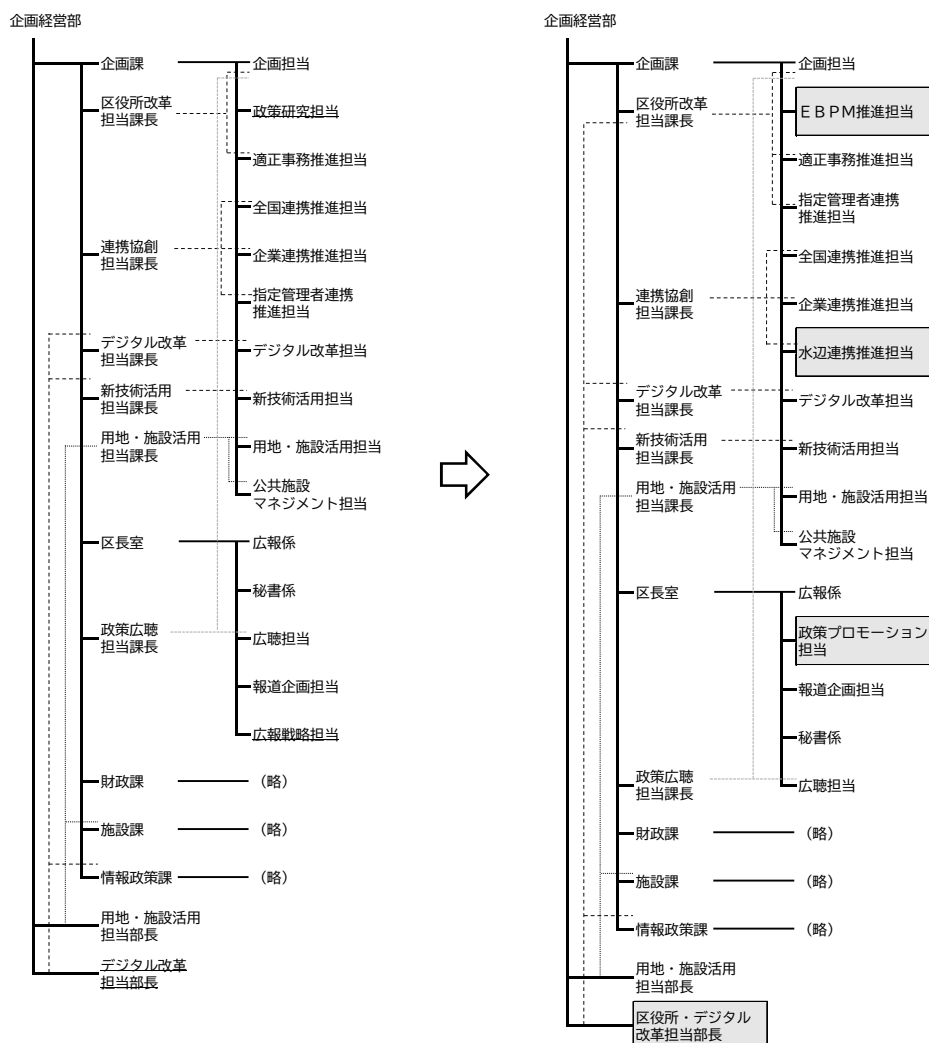 企画経営部
企画課
企画担当
区役所改革
担当課長
政策研究担当
適正事務推進担当
全国連携推進担当
連携協創
担当課長
企業連携推進担当
指定管理者連携
推進担当
デジタル改革
担当課長
デジタル改革担当
新技術活用
担当課長
新技術活用担当
用地・施設活用
担当課長
用地・施設活用担当
公共施設
マネジメント担当
区長室
広報係
秘書係
政策広聴
担当課長
広聴担当
報道企画担当
広報戦略担当
財政課
（略）
施設課
（略）
情報政策課
（略）
用地・施設活用
担当部長
デジタル改革
担当部長
企画経営部
企画課
企画担当
区役所改革
担当課長
ＥＢＰＭ推進担当
適正事務推進担当
指定管理者連携
推進担当
全国連携推進担当
連携協創
担当課長
企業連携推進担当
水辺連携推進担当
デジタル改革
担当課長
デジタル改革担当
新技術活用
担当課長
新技術活用担当
用地・施設活用
担当課長
用地・施設活用担当
公共施設
マネジメント担当
区長室
広報係
政策プロモーション
担当
報道企画担当
秘書係
政策広聴
担当課長
広聴担当
財政課
（略）
施設課
（略）
情報政策課
（略）
用地・施設活用
担当部長
区役所・デジタル
改革担当部長